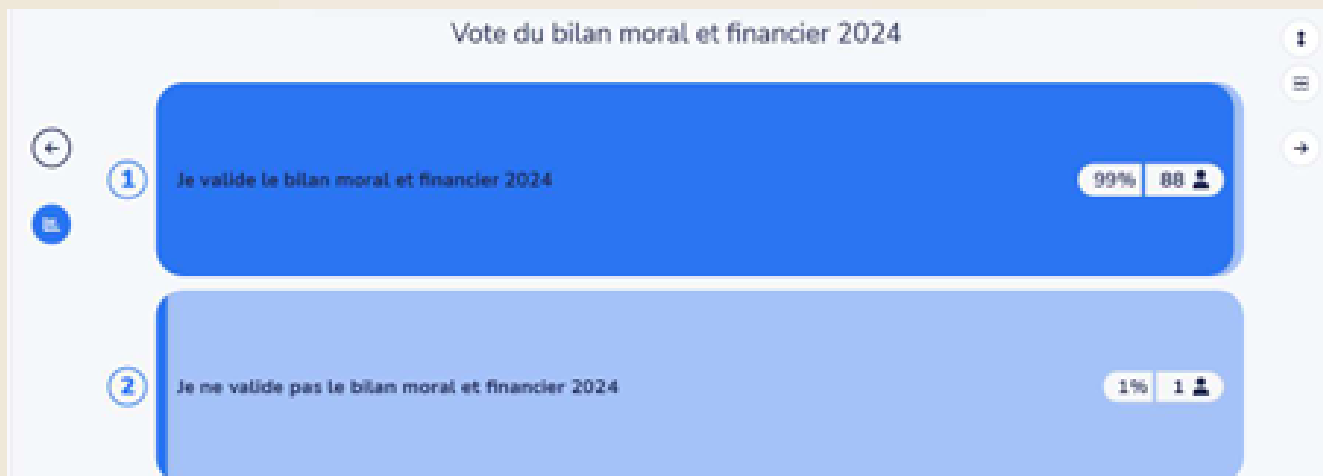 Vote du bilan moral et financier 2024
1 Je valide le bilan moral et financier 2024 99% 88
2 Je ne valide pas le bilan moral et financier 2024 1% 1